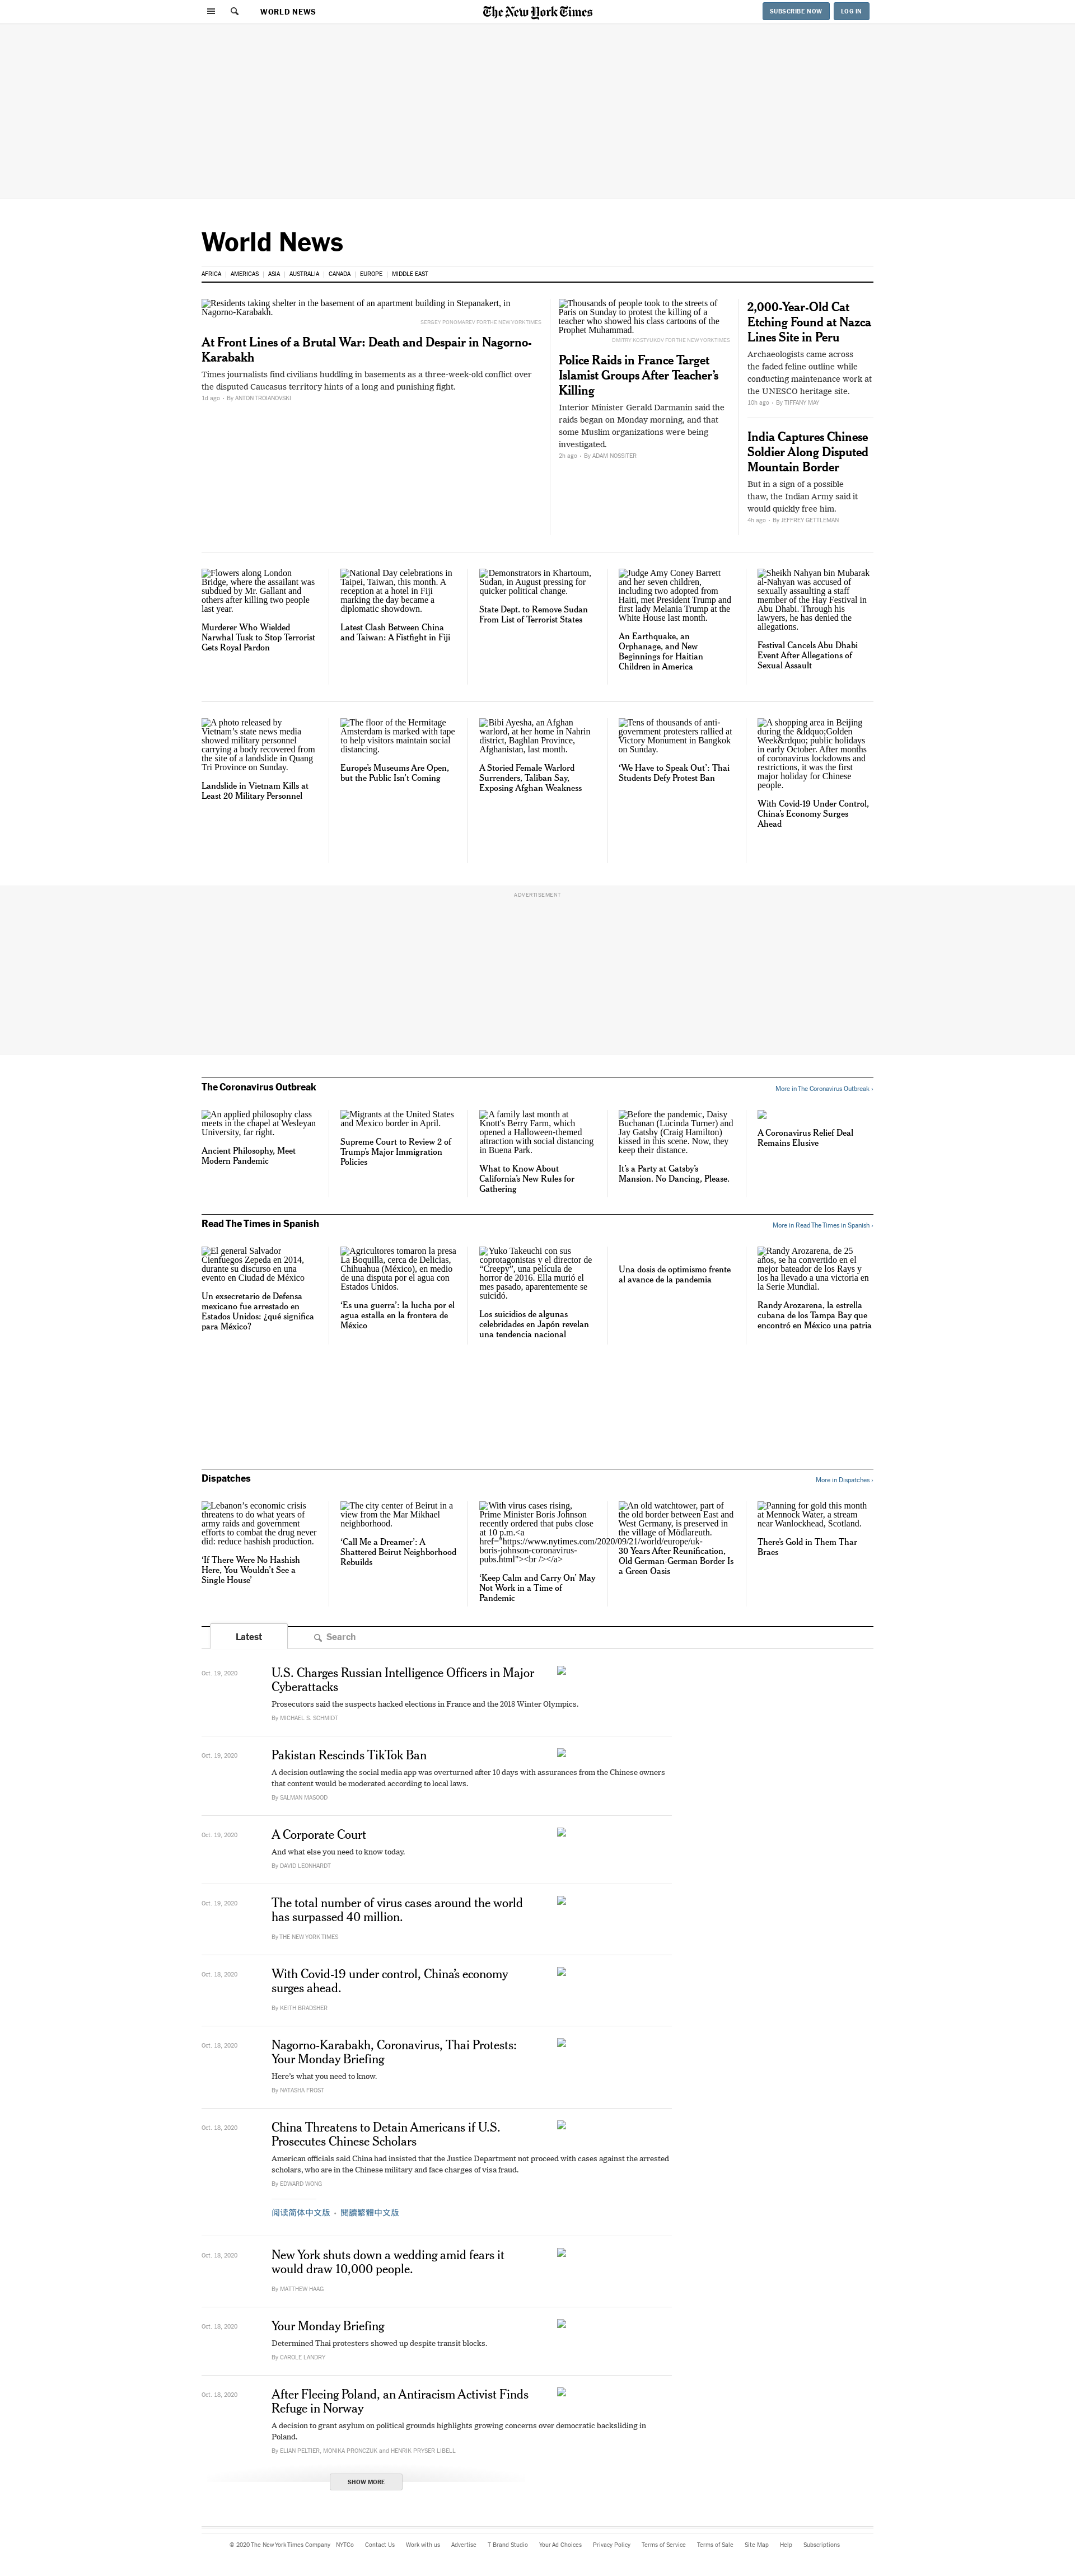 WORLD NEWS
The New York Times
SUBSCRIBE NOW
LOG IN
World News
AFRICA
AMERICAS
ASIA
AUSTRALIA
CANADA
EUROPE
MIDDLE EAST
Residents taking shelter in the basement of an apartment building in Stepanakert, in
Nagorno-Karabakh.
SERGEY PONOMAREV FOR THE NEW YORK TIMES
At Front Lines of a Brutal War: Death and Despair in Nagorno-
Karabakh
Times journalists find civilians huddling in basements as a three-week-old conflict over
the disputed Caucasus territory hints of a long and punishing fight.
1d ago · By ANTON TROIANOVSKI
Thousands of people took to the streets of
Paris on Sunday to protest the killing of a
teacher who showed his class cartoons of the
Prophet Muhammad.
DMITRY KOSTYUKOV FOR THE NEW YORK TIMES
Police Raids in France Target
Islamist Groups After Teacher’s
Killing
Interior Minister Gerald Darmanin said the
raids began on Monday morning, and that
some Muslim organizations were being
investigated.
2h ago · By ADAM NOSSITER
2,000-Year-Old Cat
Etching Found at Nazca
Lines Site in Peru
Archaeologists came across
the faded feline outline while
conducting maintenance work at
the UNESCO heritage site.
10h ago · By TIFFANY MAY
India Captures Chinese
Soldier Along Disputed
Mountain Border
But in a sign of a possible
thaw, the Indian Army said it
would quickly free him.
4h ago · By JEFFREY GETTLEMAN
Flowers along London
Bridge, where the assailant was
subdued by Mr. Gallant and
others after killing two people
last year.
Murderer Who Wielded
Narwhal Tusk to Stop Terrorist
Gets Royal Pardon
National Day celebrations in
Taipei, Taiwan, this month. A
reception at a hotel in Fiji
marking the day became a
diplomatic showdown.
Latest Clash Between China
and Taiwan: A Fistfight in Fiji
Demonstrators in Khartoum,
Sudan, in August pressing for
quicker political change.
State Dept. to Remove Sudan
From List of Terrorist States
Judge Amy Coney Barrett
and her seven children,
including two adopted from
Haiti, met President Trump and
first lady Melania Trump at the
White House last month.
An Earthquake, an
Orphanage, and New
Beginnings for Haitian
Children in America
Sheikh Nahyan bin Mubarak
al-Nahyan was accused of
sexually assaulting a staff
member of the Hay Festival in
Abu Dhabi. Through his
lawyers, he has denied the
allegations.
Festival Cancels Abu Dhabi
Event After Allegations of
Sexual Assault
A photo released by
Vietnam’s state news media
showed military personnel
carrying a body recovered from
the site of a landslide in Quang
Tri Province on Sunday.
Landslide in Vietnam Kills at
Least 20 Military Personnel
The floor of the Hermitage
Amsterdam is marked with tape
to help visitors maintain social
distancing.
Europe’s Museums Are Open,
but the Public Isn’t Coming
Bibi Ayesha, an Afghan
warlord, at her home in Nahrin
district, Baghlan Province,
Afghanistan, last month.
A Storied Female Warlord
Surrenders, Taliban Say,
Exposing Afghan Weakness
Tens of thousands of anti-
government protesters rallied at
Victory Monument in Bangkok
on Sunday.
‘We Have to Speak Out’: Thai
Students Defy Protest Ban
A shopping area in Beijing
during the &ldquo;Golden
Week&rdquo; public holidays
in early October. After months
of coronavirus lockdowns and
restrictions, it was the first
major holiday for Chinese
people.
With Covid-19 Under Control,
China’s Economy Surges
Ahead
ADVERTISEMENT
The Coronavirus Outbreak
More in The Coronavirus Outbreak ›
An applied philosophy class
meets in the chapel at Wesleyan
University, far right.
Ancient Philosophy, Meet
Modern Pandemic
Migrants at the United States
and Mexico border in April.
Supreme Court to Review 2 of
Trump’s Major Immigration
Policies
A family last month at
Knott's Berry Farm, which
opened a Halloween-themed
attraction with social distancing
in Buena Park.
What to Know About
California’s New Rules for
Gathering
Before the pandemic, Daisy
Buchanan (Lucinda Turner) and
Jay Gatsby (Craig Hamilton)
kissed in this scene. Now, they
keep their distance.
It’s a Party at Gatsby’s
Mansion. No Dancing, Please.
A Coronavirus Relief Deal
Remains Elusive
Read The Times in Spanish
More in Read The Times in Spanish ›
El general Salvador
Cienfuegos Zepeda en 2014,
durante su discurso en una
evento en Ciudad de México
Un exsecretario de Defensa
mexicano fue arrestado en
Estados Unidos: ¿qué significa
para México?
Agricultores tomaron la presa
La Boquilla, cerca de Delicias,
Chihuahua (México), en medio
de una disputa por el agua con
Estados Unidos.
‘Es una guerra’: la lucha por el
agua estalla en la frontera de
México
Yuko Takeuchi con sus
coprotagonistas y el director de
“Creepy”, una película de
horror de 2016. Ella murió el
mes pasado, aparentemente se
suicidó.
Los suicidios de algunas
celebridades en Japón revelan
una tendencia nacional
Una dosis de optimismo frente
al avance de la pandemia
Randy Arozarena, de 25
años, se ha convertido en el
mejor bateador de los Rays y
los ha llevado a una victoria en
la Serie Mundial.
Randy Arozarena, la estrella
cubana de los Tampa Bay que
encontró en México una patria
Dispatches
More in Dispatches ›
Lebanon’s economic crisis
threatens to do what years of
army raids and government
efforts to combat the drug never
did: reduce hashish production.
‘If There Were No Hashish
Here, You Wouldn’t See a
Single House’
The city center of Beirut in a
view from the Mar Mikhael
neighborhood.
‘Call Me a Dreamer’: A
Shattered Beirut Neighborhood
Rebuilds
With virus cases rising,
Prime Minister Boris Johnson
recently ordered that pubs close
at 10 p.m.<a
href="https://www.nytimes.com/2020/09/21/world/europe/uk-
boris-johnson-coronavirus-
pubs.html"><br /></a>
‘Keep Calm and Carry On’ May
Not Work in a Time of
Pandemic
An old watchtower, part of
the old border between East and
West Germany, is preserved in
the village of Mödlareuth.
30 Years After Reunification,
Old German-German Border Is
a Green Oasis
Panning for gold this month
at Mennock Water, a stream
near Wanlockhead, Scotland.
There’s Gold in Them Thar
Braes
Latest
Search
Oct. 19, 2020
U.S. Charges Russian Intelligence Officers in Major
Cyberattacks
Prosecutors said the suspects hacked elections in France and the 2018 Winter Olympics.
By MICHAEL S. SCHMIDT
Oct. 19, 2020
Pakistan Rescinds TikTok Ban
A decision outlawing the social media app was overturned after 10 days with assurances from the Chinese owners
that content would be moderated according to local laws.
By SALMAN MASOOD
Oct. 19, 2020
A Corporate Court
And what else you need to know today.
By DAVID LEONHARDT
Oct. 19, 2020
The total number of virus cases around the world
has surpassed 40 million.
By THE NEW YORK TIMES
Oct. 18, 2020
With Covid-19 under control, China’s economy
surges ahead.
By KEITH BRADSHER
Oct. 18, 2020
Nagorno-Karabakh, Coronavirus, Thai Protests:
Your Monday Briefing
Here’s what you need to know.
By NATASHA FROST
Oct. 18, 2020
China Threatens to Detain Americans if U.S.
Prosecutes Chinese Scholars
American officials said China had insisted that the Justice Department not proceed with cases against the arrested
scholars, who are in the Chinese military and face charges of visa fraud.
By EDWARD WONG
阅读简体中文版 · 閱讀繁體中文版
Oct. 18, 2020
New York shuts down a wedding amid fears it
would draw 10,000 people.
By MATTHEW HAAG
Oct. 18, 2020
Your Monday Briefing
Determined Thai protesters showed up despite transit blocks.
By CAROLE LANDRY
Oct. 18, 2020
After Fleeing Poland, an Antiracism Activist Finds
Refuge in Norway
A decision to grant asylum on political grounds highlights growing concerns over democratic backsliding in
Poland.
By ELIAN PELTIER, MONIKA PRONCZUK and HENRIK PRYSER LIBELL
SHOW MORE
© 2020 The New York Times Company
NYTCo
Contact Us
Work with us
Advertise
T Brand Studio
Your Ad Choices
Privacy Policy
Terms of Service
Terms of Sale
Site Map
Help
Subscriptions